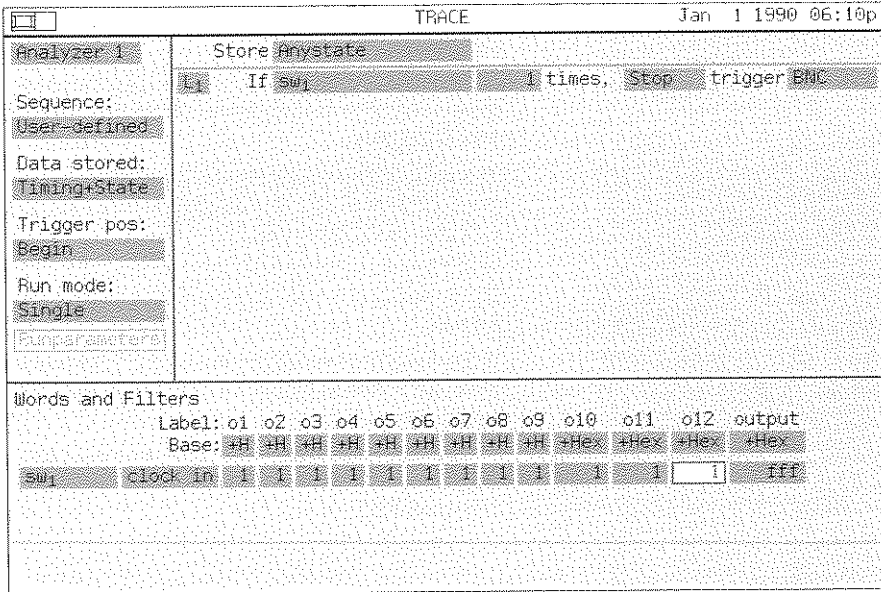 TRACE Jan 1 1990 06:10p
Analyzer 1 Store Anystate
L1 If sw1 1 times, Stop trigger BNC
Sequence:
User-defined
Data stored:
Timing+State
Trigger pos:
Begin
Run mode:
Single
Runparameters
Words and Filters
Label: o1 o2 o3 o4 o5 o6 o7 o8 o9 o10 o11 o12 output
Base: +H +H +H +H +H +H +H +H +H +Hex +Hex +Hex +Hex
sw1 clock in 1 1 1 1 1 1 1 1 1 1 1 1 fff